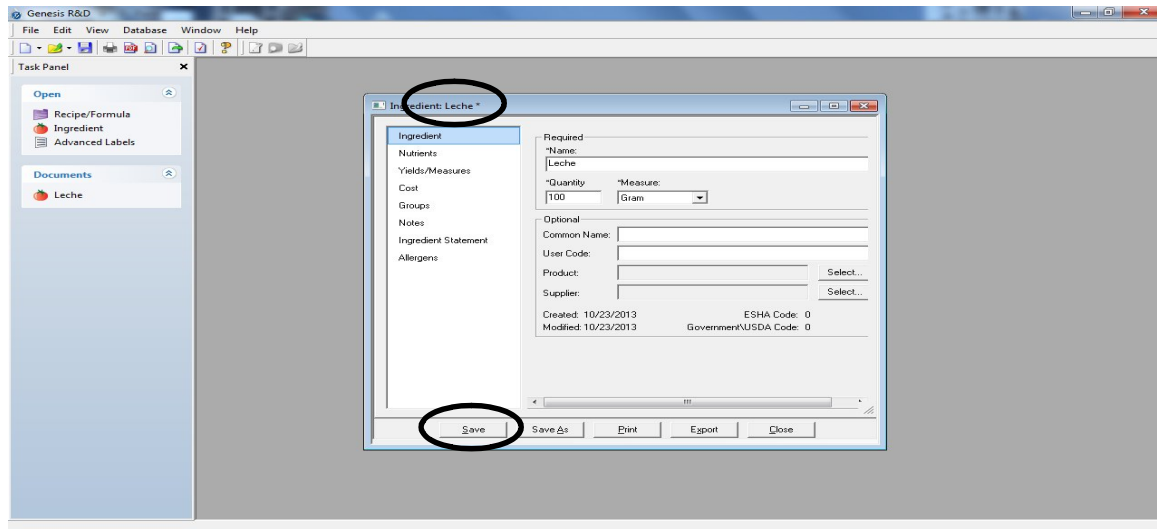 Genesis R&D
File Edit View Database Window Help
Task Panel
Open
Recipe/Formula
Ingredient
Advanced Labels
Documents
Leche
Ingredient: Leche *
Ingredient
Nutrients
Yields/Measures
Cost
Groups
Notes
Ingredient Statement
Allergens
Required
*Name:
Leche
*Quantity *Measure:
100 Gram
Optional
Common Name:
User Code:
Product: Select...
Supplier: Select...
Created: 10/23/2013 ESHA Code: 0
Modified: 10/23/2013 Government\USDA Code: 0
Save Save As Print Export Close